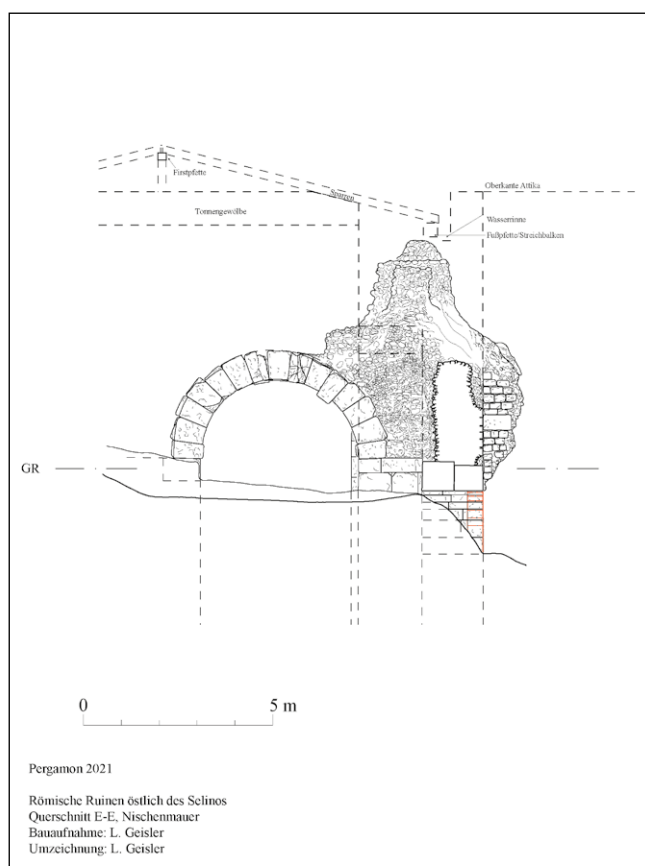 Firstpfette
Sparren
Oberkante Attika
Tonnengewölbe
Wasserrinne
Fußpfette/Streichbalken
GR
0 5 m
Pergamon 2021
Römische Ruinen östlich des Selinos
Querschnitt E-E, Nischenmauer
Bauaufnahme: L. Geisler
Umzeichnung: L. Geisler